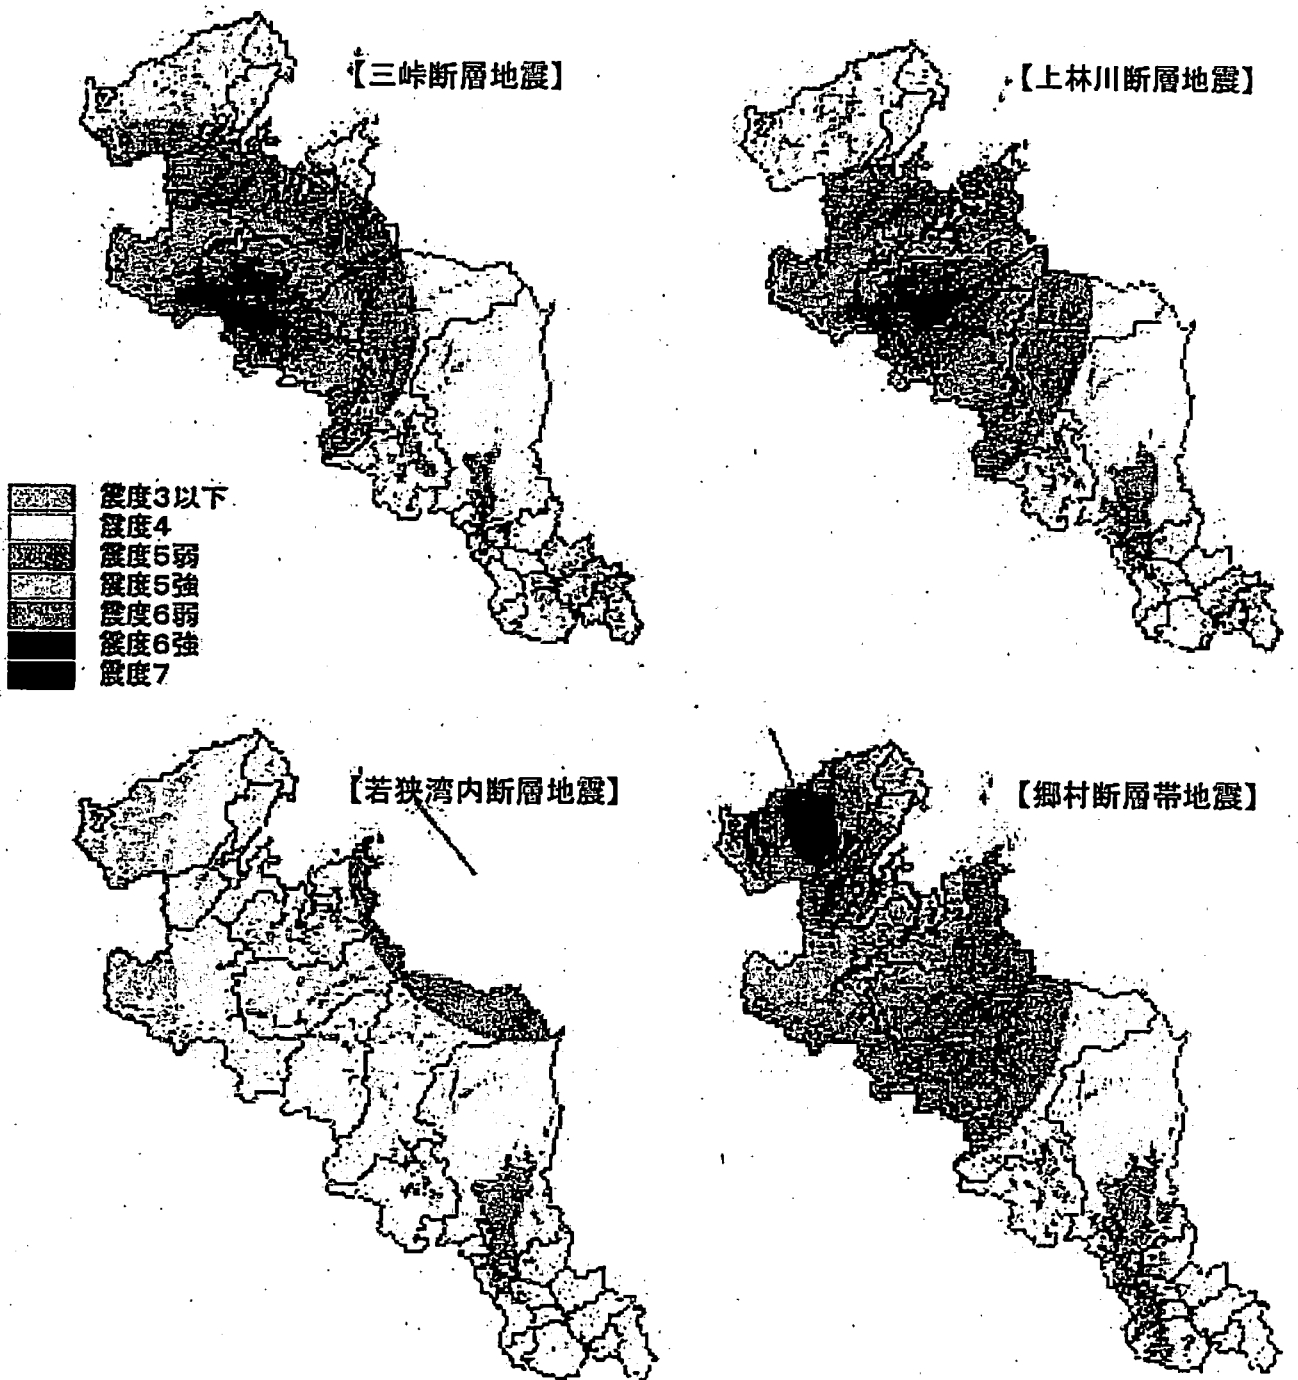 【三峠断層地震】
【上林川断層地震】
震度3以下
震度4
震度5弱
震度5強
震度6弱
震度6強
震度7
【若狭湾内断層地震】
【郷村断層帯地震】